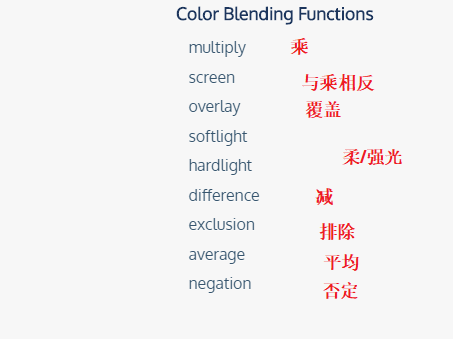 Color Blending Functions
multiply 乘
screen 与乘相反
overlay 覆盖
softlight
hardlight 柔/强光
difference 减
exclusion 排除
average 平均
negation 否定